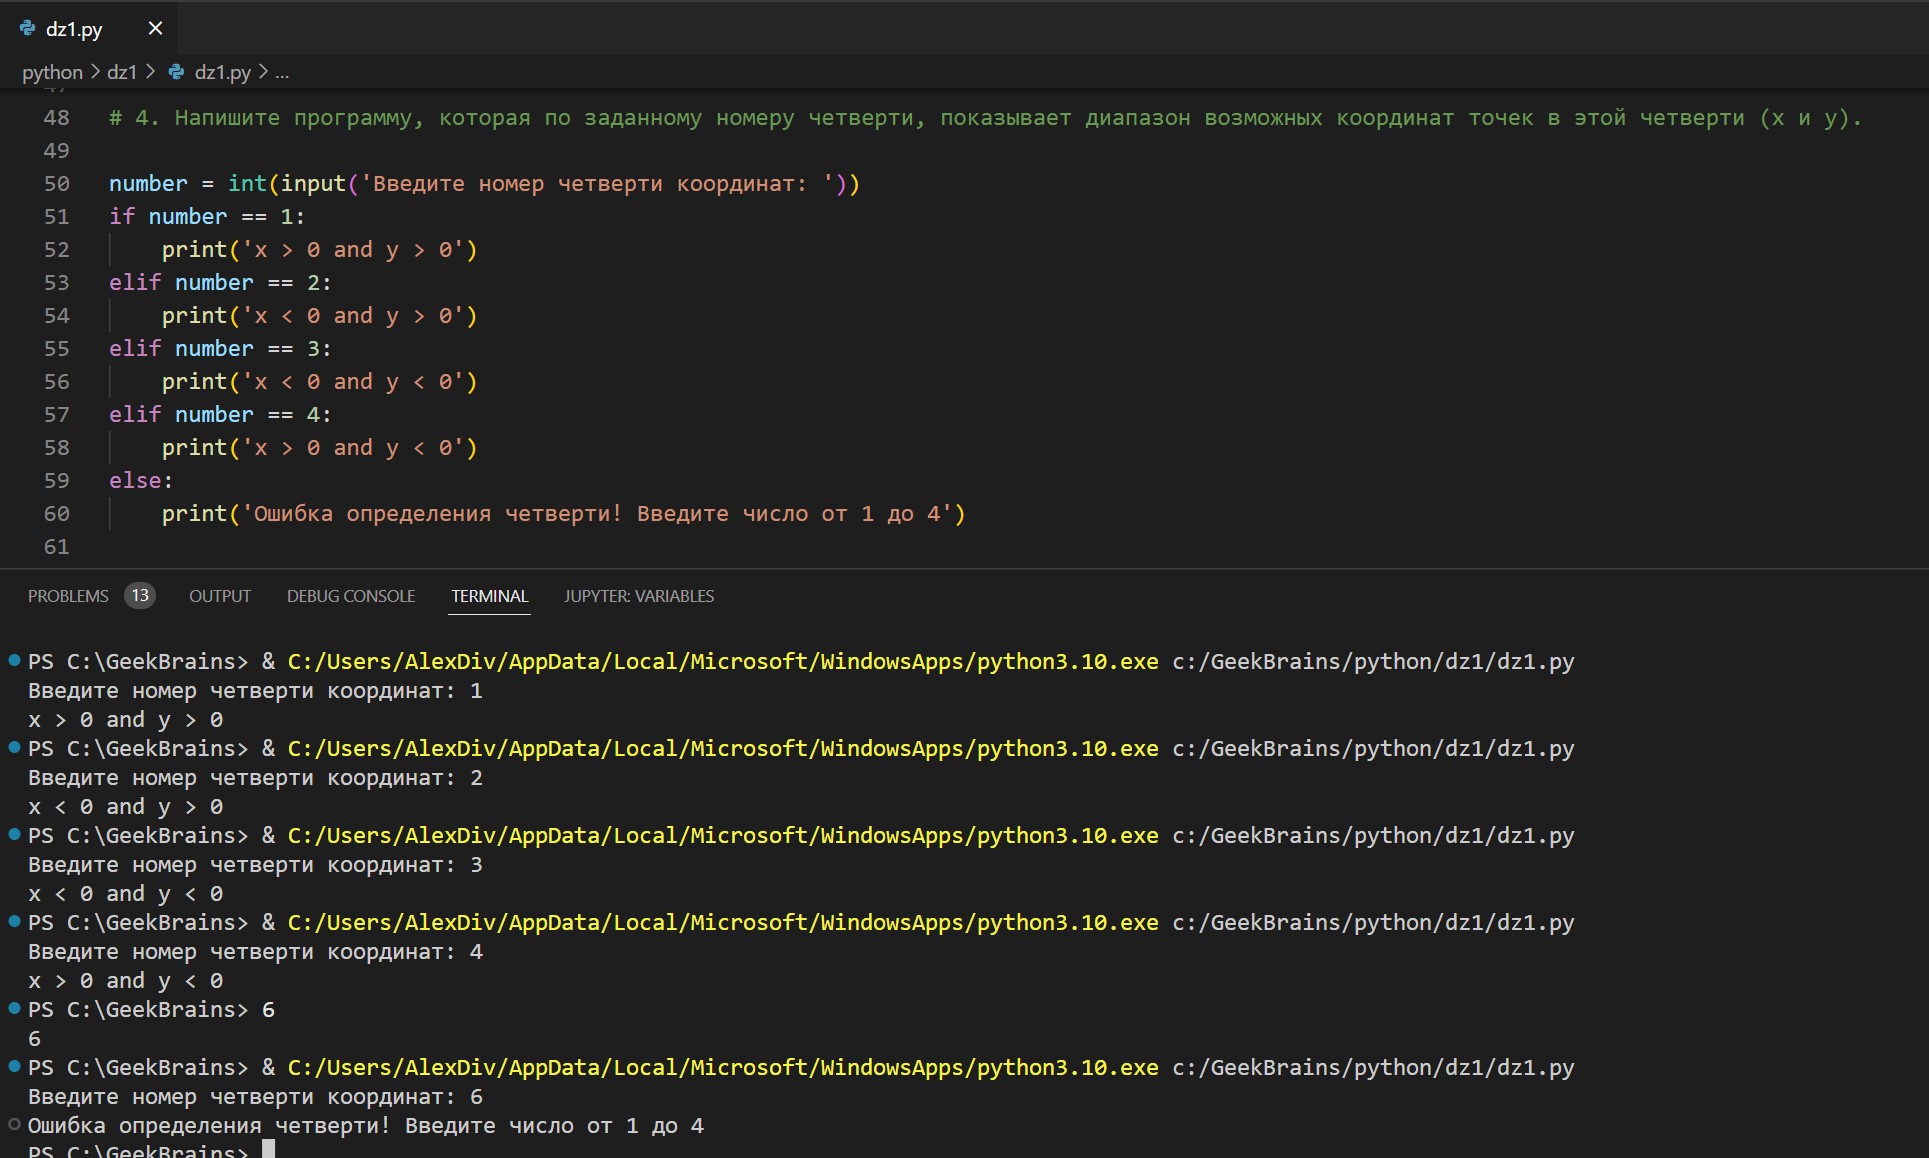 dz1.py
python > dz1 > dz1.py > ...
47
48 # 4. Напишите программу, которая по заданному номеру четверти, показывает диапазон возможных координат точек в этой четверти (x и y).
49
50 number = int(input('Введите номер четверти координат: '))
51 if number == 1:
52     print('x > 0 and y > 0')
53 elif number == 2:
54     print('x < 0 and y > 0')
55 elif number == 3:
56     print('x < 0 and y < 0')
57 elif number == 4:
58     print('x > 0 and y < 0')
59 else:
60     print('Ошибка определения четверти! Введите число от 1 до 4')
61
PROBLEMS 13 OUTPUT DEBUG CONSOLE TERMINAL JUPYTER: VARIABLES
PS C:\GeekBrains> & C:/Users/AlexDiv/AppData/Local/Microsoft/WindowsApps/python3.10.exe c:/GeekBrains/python/dz1/dz1.py
Введите номер четверти координат: 1
x > 0 and y > 0
PS C:\GeekBrains> & C:/Users/AlexDiv/AppData/Local/Microsoft/WindowsApps/python3.10.exe c:/GeekBrains/python/dz1/dz1.py
Введите номер четверти координат: 2
x < 0 and y > 0
PS C:\GeekBrains> & C:/Users/AlexDiv/AppData/Local/Microsoft/WindowsApps/python3.10.exe c:/GeekBrains/python/dz1/dz1.py
Введите номер четверти координат: 3
x < 0 and y < 0
PS C:\GeekBrains> & C:/Users/AlexDiv/AppData/Local/Microsoft/WindowsApps/python3.10.exe c:/GeekBrains/python/dz1/dz1.py
Введите номер четверти координат: 4
x > 0 and y < 0
PS C:\GeekBrains> 6
6
PS C:\GeekBrains> & C:/Users/AlexDiv/AppData/Local/Microsoft/WindowsApps/python3.10.exe c:/GeekBrains/python/dz1/dz1.py
Введите номер четверти координат: 6
Ошибка определения четверти! Введите число от 1 до 4
PS C:\GeekBrains>